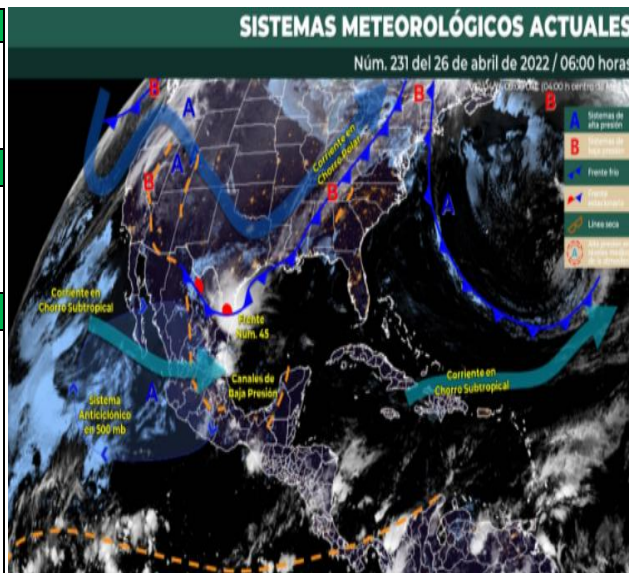 SISTEMAS METEOROLÓGICOS ACTUALES
Núm. 231 del 26 de abril de 2022 / 06:00 horas
B
A
B
B
A
B
B
A
A
Corriente en
Chorro Polar
A Sistemas de
alta presión
B Sistemas de
baja presión
Frente frío
Frente
estacionario
Línea seca
A
Corriente en
Chorro Subtropical
Frente
Núm. 45
Canales de
Baja Presión
Corriente en
Chorro Subtropical
Sistema
Anticiclónico
en 500 mb